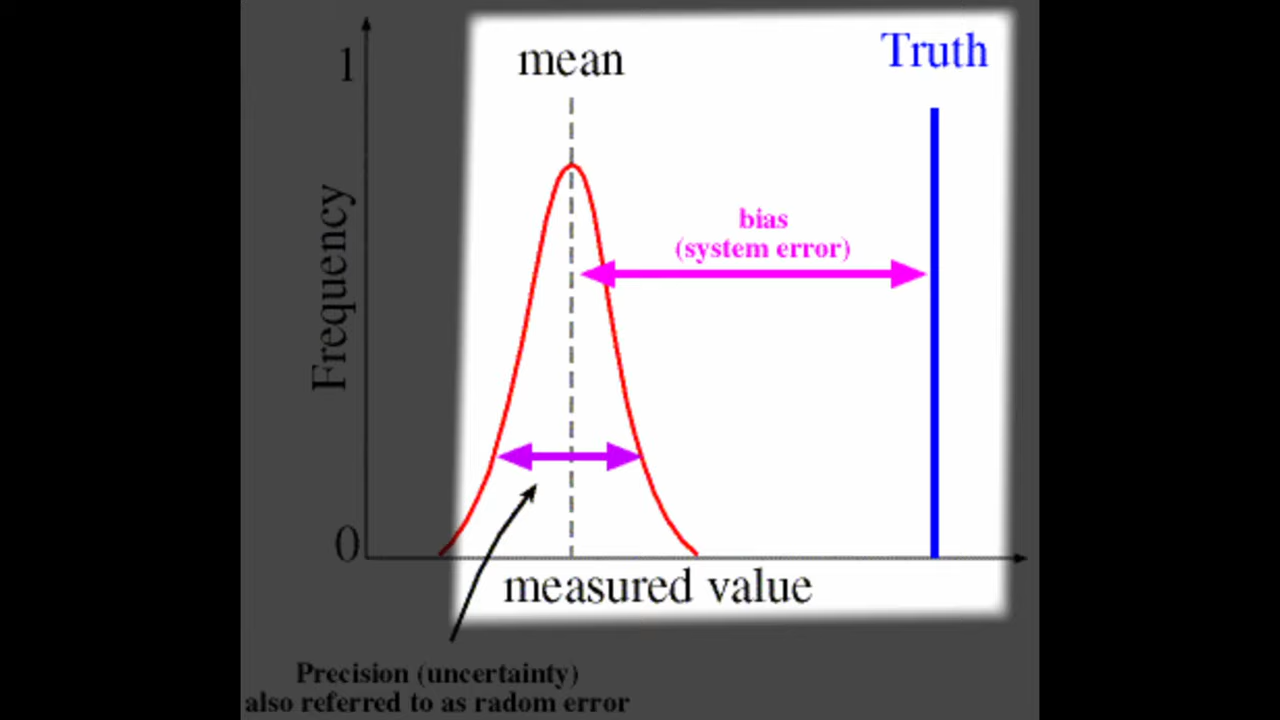 mean
Truth
1
Frequency
bias
(system error)
0
measured value
Precision (uncertainty)
also referred to as radom error